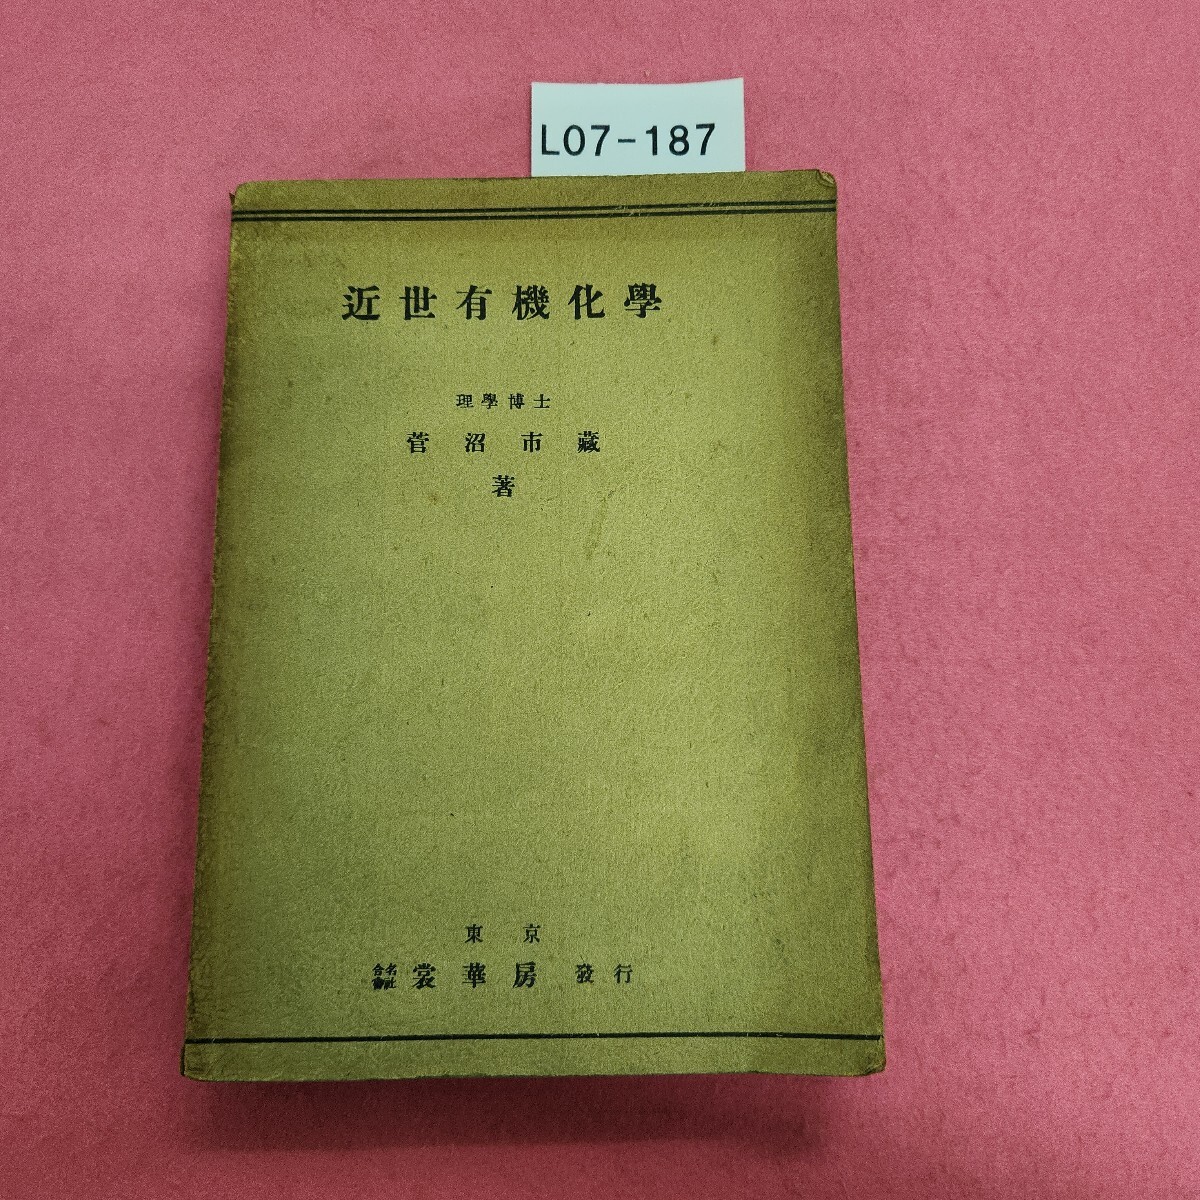 L07-187
近世有機化學
理學博士
菅沼市藏
著
東京
合名會社 裳華房 發行